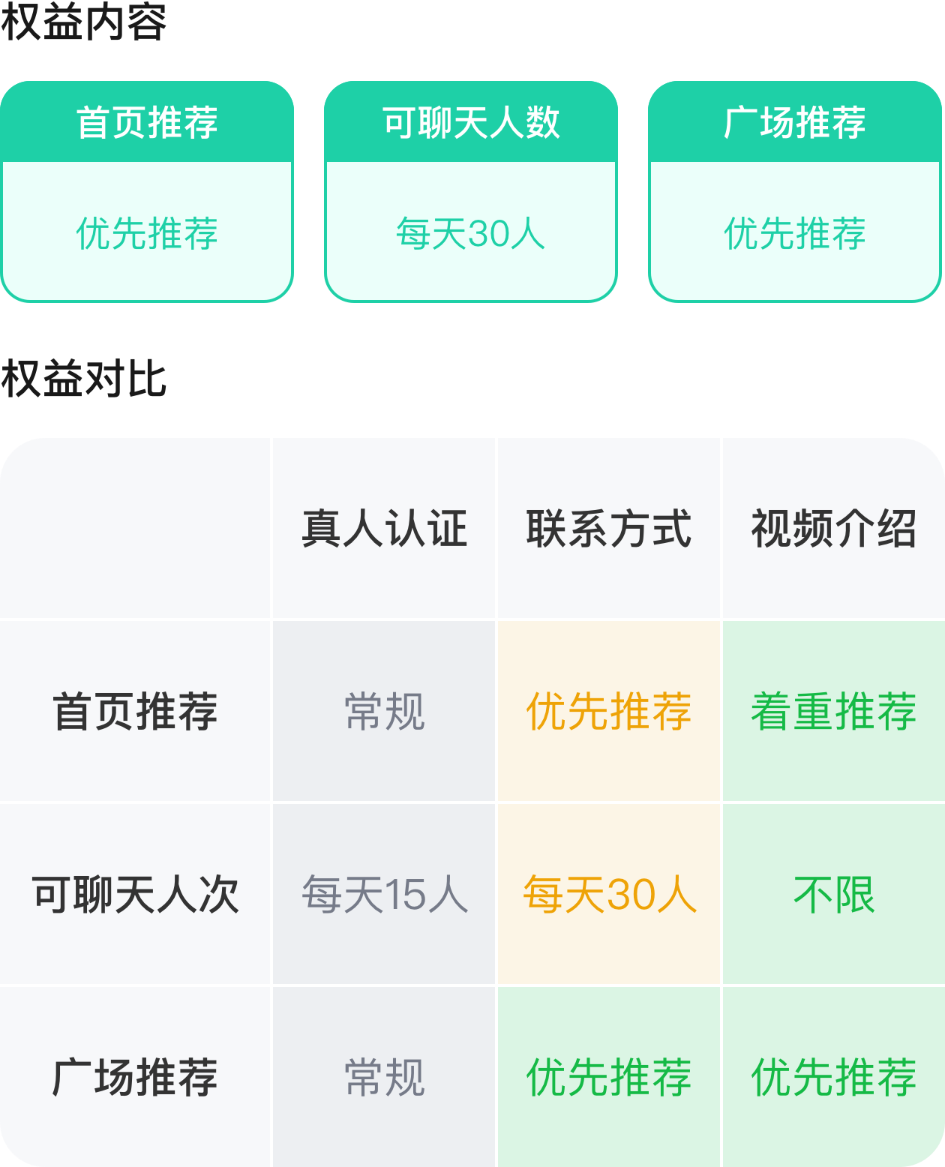 权益内容
首页推荐 可聊天人数 广场推荐
优先推荐 每天30人 优先推荐
权益对比
真人认证 联系方式 视频介绍
首页推荐 常规 优先推荐 着重推荐
可聊天人次 每天15人 每天30人 不限
广场推荐 常规 优先推荐 优先推荐